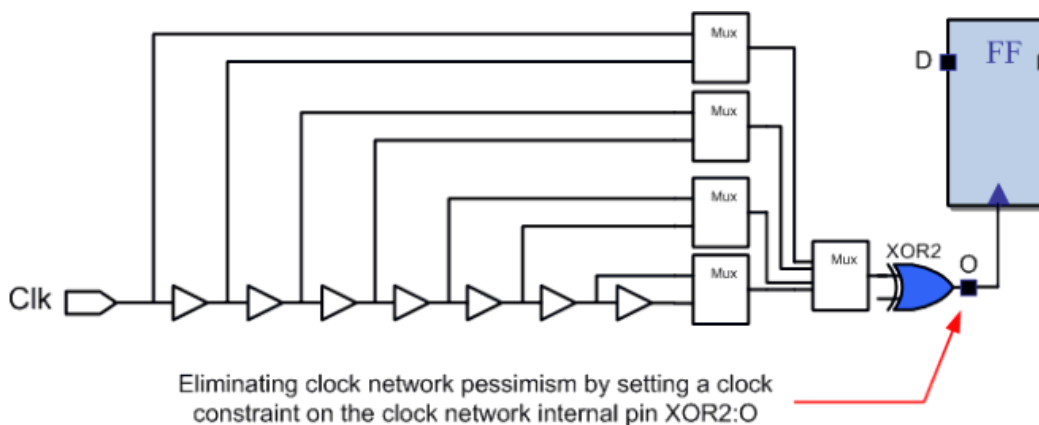 Mux
D
FF
Mux
Mux
Mux
Mux
XOR2
O
Clk
Eliminating clock network pessimism by setting a clock
constraint on the clock network internal pin XOR2:O